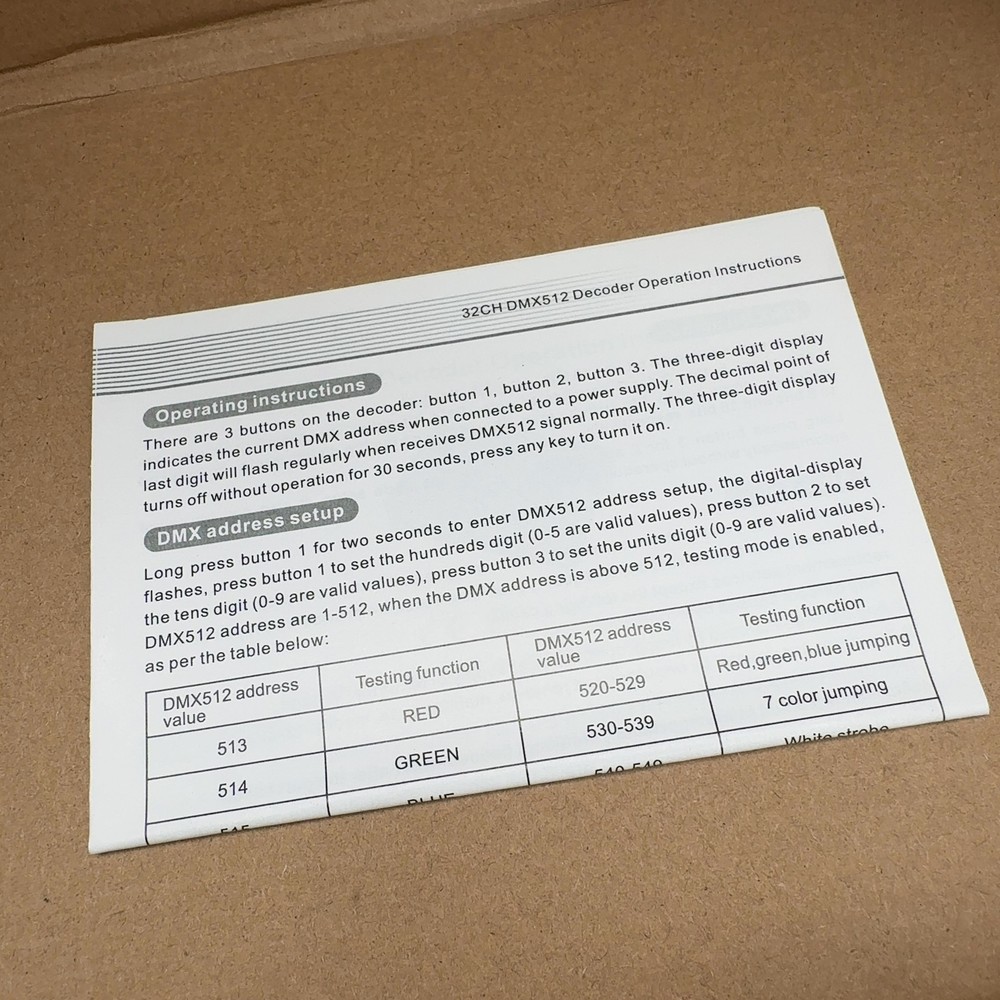 32CH DMX512 Decoder Operation Instructions
Operating instructions
There are 3 buttons on the decoder: button 1, button 2, button 3. The three-digit display
indicates the current DMX address when connected to a power supply. The decimal point of
last digit will flash regularly when receives DMX512 signal normally. The three-digit display
turns off without operation for 30 seconds, press any key to turn it on.
DMX address setup
Long press button 1 for two seconds to enter DMX512 address setup, the digital-display
flashes, press button 1 to set the hundreds digit (0-5 are valid values), press button 2 to set
the tens digit (0-9 are valid values), press button 3 to set the units digit (0-9 are valid values).
DMX512 address are 1-512, when the DMX address is above 512, testing mode is enabled,
as per the table below:
DMX512 address value Testing function DMX512 address value Testing function
513 RED 520-529 Red,green,blue jumping
514 GREEN 530-539 7 color jumping
515 BLUE 540-549 White strobe